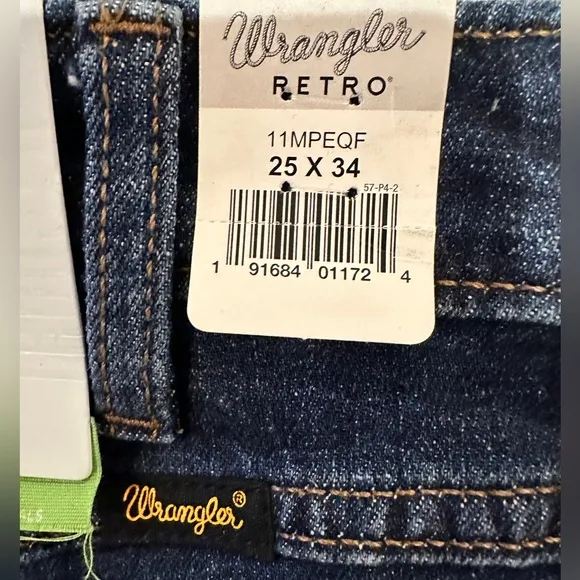 Wrangler
RETRO®
11MPEQF
25 X 34
57-P4-2
1 91684 01172 4
Wrangler®